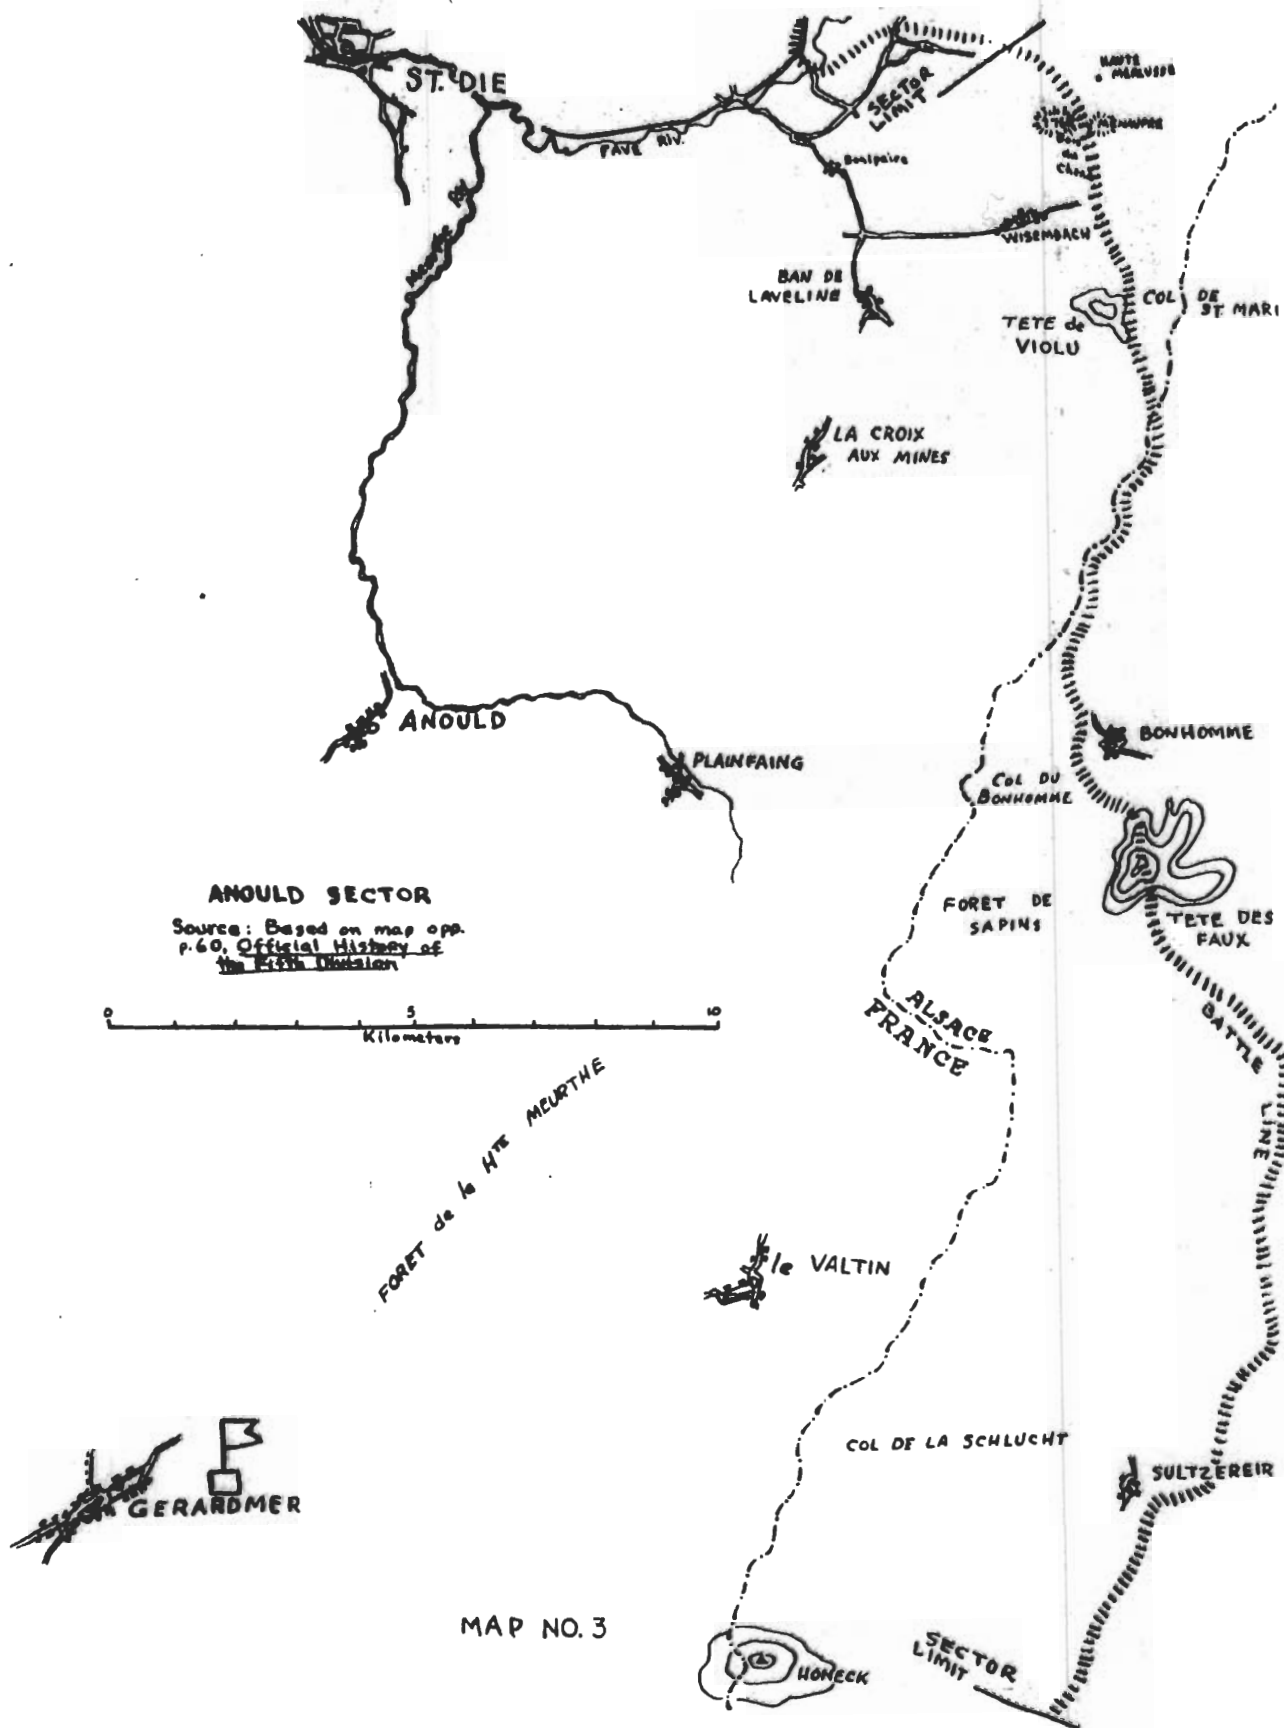 ST. DIE
FAVE RIV.
SECTOR
LIMIT
HAUTE
Bonipaire
WISEMBACH
BAN DE
LAVELINE
COL DE
ST. MARI
TETE de
VIOLU
LA CROIX
AUX MINES
ANOULD
PLAINFAING
BONHOMME
COL DU
BONHOMME
ANOULD SECTOR
Source: Based on map opp.
p.60, Official History of
the Fifth Division
0 5 10
Kilometers
FORET DE
SAPINS
TETE DES
FAUX
ALSACE
FRANCE
BATTLE
LINE
FORET de la HTE MEURTHE
le VALTIN
COL DE LA SCHLUCHT
SULTZEREIR
GERARDMER
MAP NO. 3
HONECK
SECTOR
LIMIT